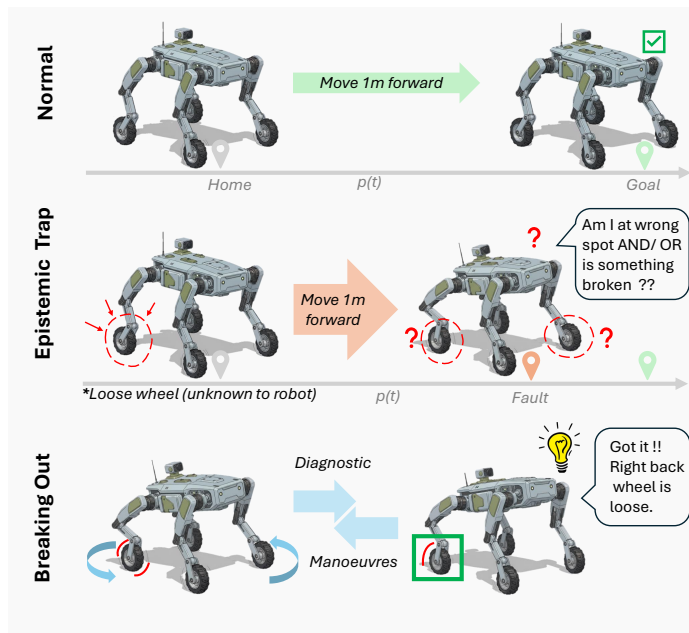 Normal
Move 1m forward
Home
p(t)
Goal
Epistemic Trap
Move 1m
forward
?
?
?
Am I at wrong
spot AND/ OR
is something
broken ??
*Loose wheel (unknown to robot)
p(t)
Fault
Breaking Out
Diagnostic
Manoeuvres
Got it !!
Right back
wheel is
loose.